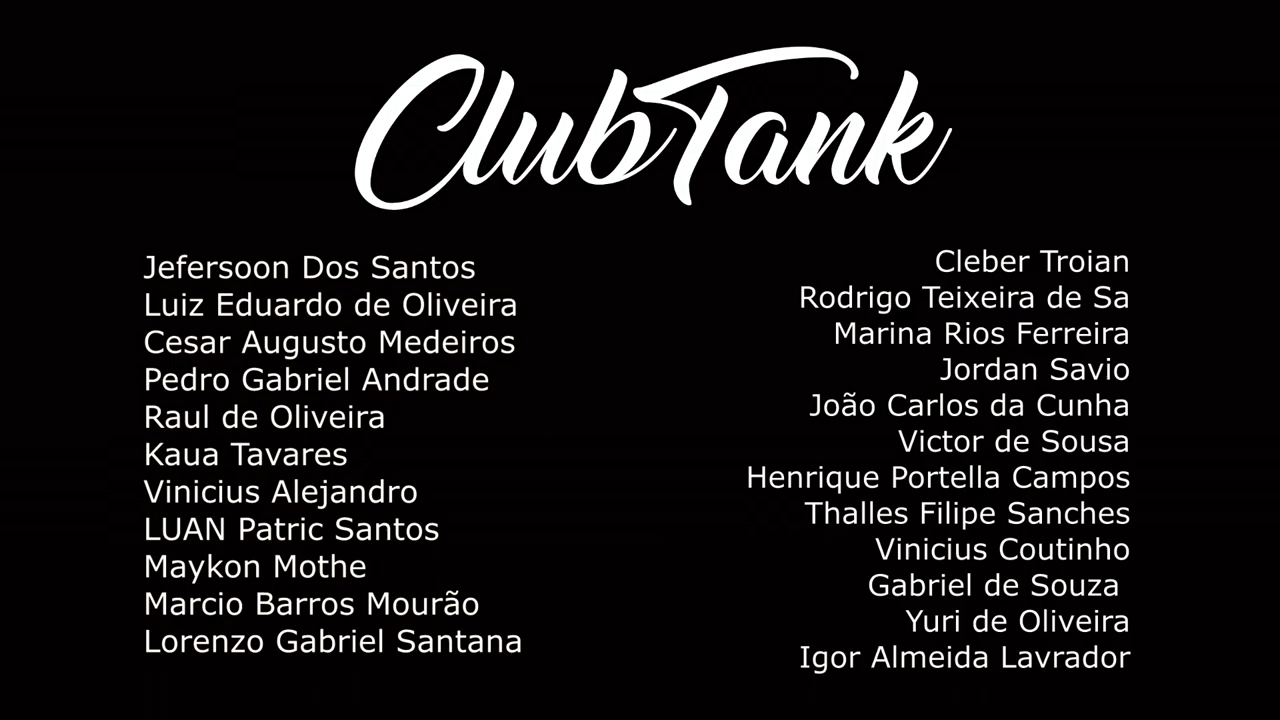 ClubTank
Jefersoon Dos Santos
Luiz Eduardo de Oliveira
Cesar Augusto Medeiros
Pedro Gabriel Andrade
Raul de Oliveira
Kaua Tavares
Vinicius Alejandro
LUAN Patric Santos
Maykon Mothe
Marcio Barros Mourão
Lorenzo Gabriel Santana
Cleber Troian
Rodrigo Teixeira de Sa
Marina Rios Ferreira
Jordan Savio
João Carlos da Cunha
Victor de Sousa
Henrique Portella Campos
Thalles Filipe Sanches
Vinicius Coutinho
Gabriel de Souza
Yuri de Oliveira
Igor Almeida Lavrador